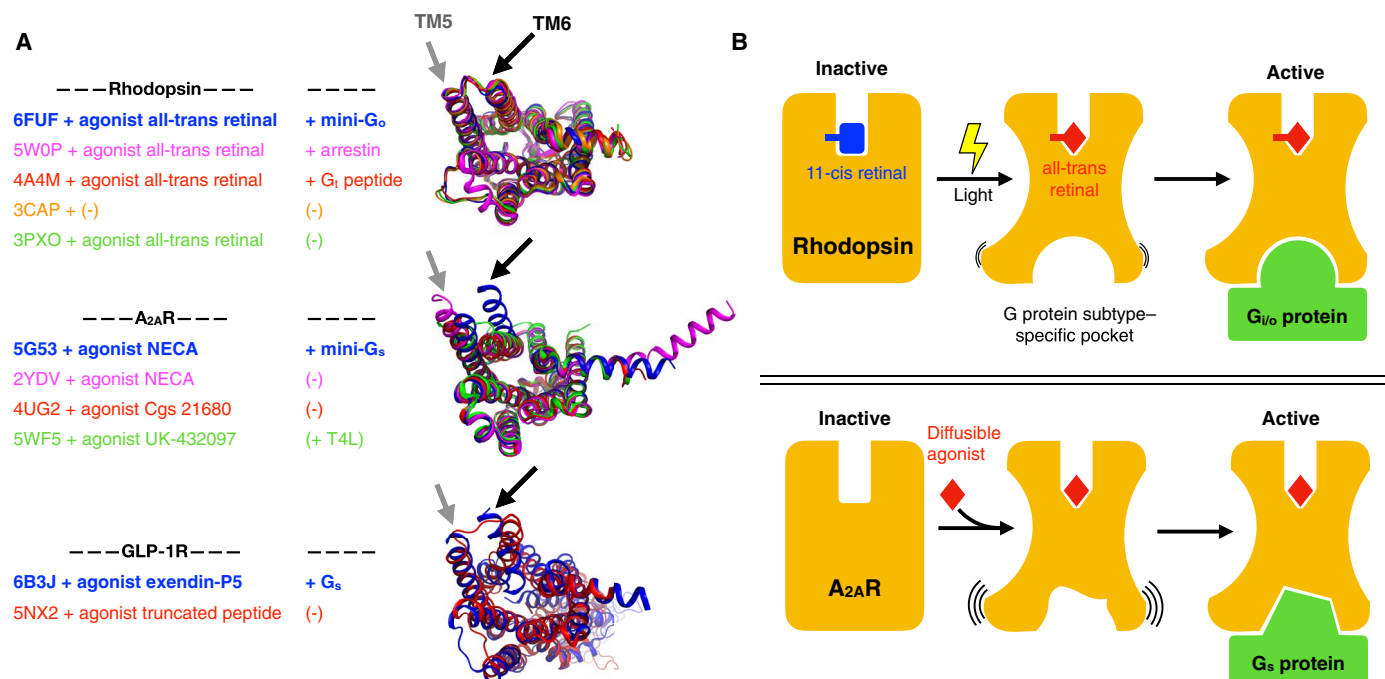 A
TM5
TM6
– – – Rhodopsin – – –
– – – –
6FUF + agonist all-trans retinal + mini-Go
5W0P + agonist all-trans retinal + arrestin
4A4M + agonist all-trans retinal + Gt peptide
3CAP + (-) (-)
3PXO + agonist all-trans retinal (-)
– – – A2AR – – –
– – – –
5G53 + agonist NECA + mini-Gs
2YDV + agonist NECA (-)
4UG2 + agonist Cgs 21680 (-)
5WF5 + agonist UK-432097 (+ T4L)
– – – GLP-1R – – –
– – – –
6B3J + agonist exendin-P5 + Gs
5NX2 + agonist truncated peptide (-)
B
Inactive
Active
11-cis retinal
Rhodopsin
Light
all-trans
retinal
G protein subtype–
specific pocket
Gi/o protein
Inactive
Diffusible
agonist
Active
A2AR
Gs protein